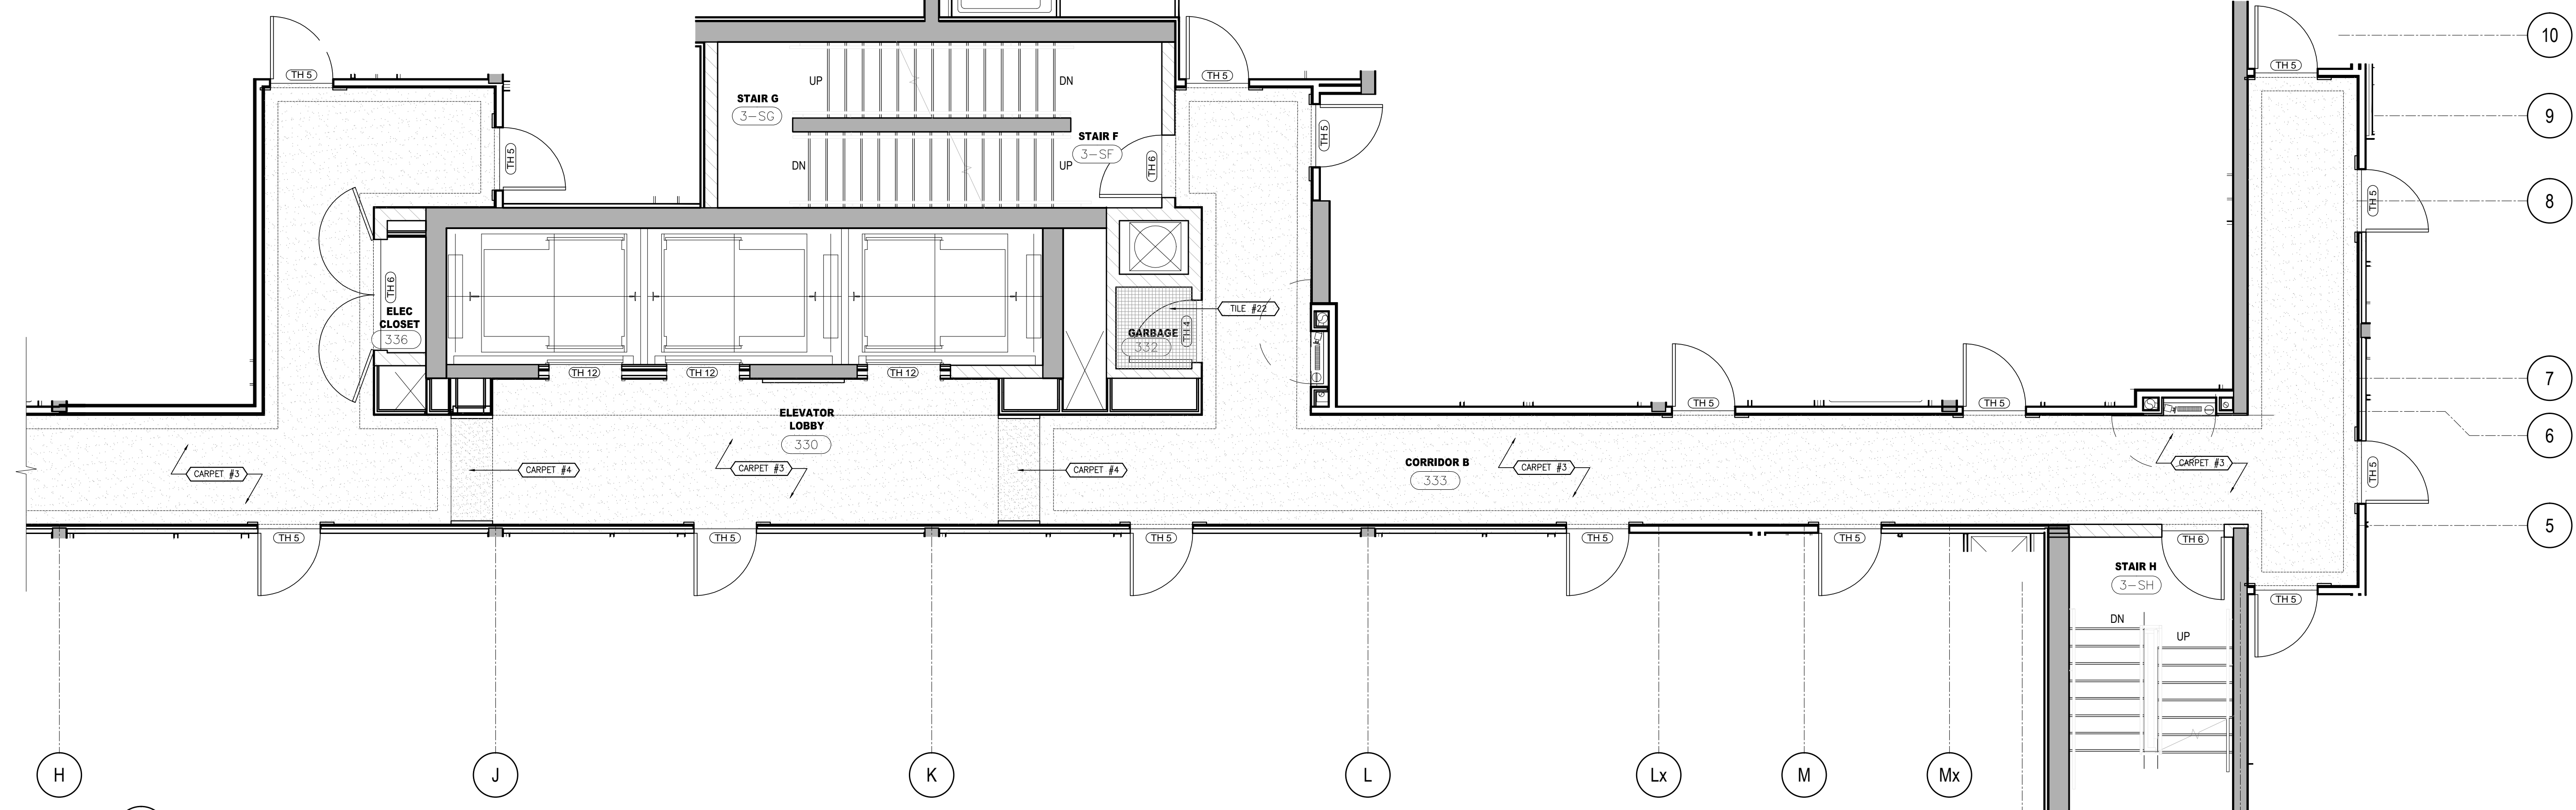 10
TH 5
TH 5
TH 5
UP
DN
STAIR G
3-SG
9
STAIR F
3-SF
TH 5
TH 5
DN
UP
TH 6
8
TH 5
TH 6
ELEC
CLOSET
336
TILE #22
GARBAGE
332
TH 4
TH 12
TH 12
TH 12
7
TH 5
TH 5
ELEVATOR
LOBBY
330
6
CARPET #3
CARPET #4
CARPET #3
CARPET #4
CORRIDOR B
333
CARPET #3
CARPET #3
TH 5
5
TH 5
TH 5
TH 5
TH 5
TH 5
TH 6
STAIR H
3-SH
TH 5
DN
UP
H
J
K
L
Lx
M
Mx